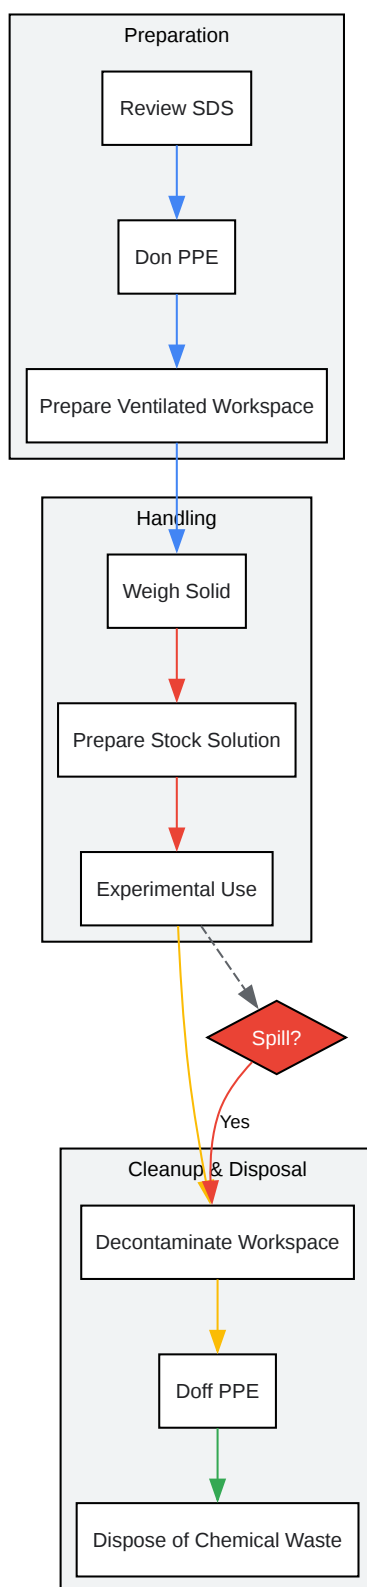 Preparation
Review SDS
Don PPE
Prepare Ventilated Workspace
Handling
Weigh Solid
Prepare Stock Solution
Experimental Use
Spill?
Yes
Cleanup & Disposal
Decontaminate Workspace
Doff PPE
Dispose of Chemical Waste